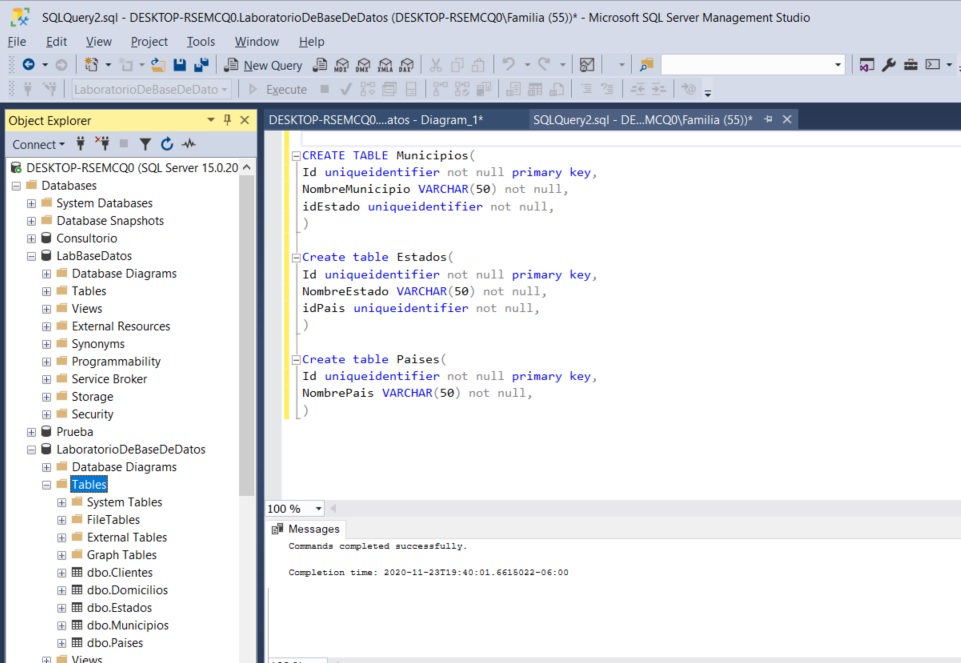 SQLQuery2.sql - DESKTOP-RSEMCQ0.LaboratorioDeBaseDeDatos (DESKTOP-RSEMCQ0\Familia (55))* - Microsoft SQL Server Management Studio
File Edit View Project Tools Window Help
New Query MDX DMX XMLA DAX
LaboratorioDeBaseDeDato Execute
Object Explorer
Connect
DESKTOP-RSEMCQ0 (SQL Server 15.0.20
Databases
System Databases
Database Snapshots
Consultorio
LabBaseDatos
Database Diagrams
Tables
Views
External Resources
Synonyms
Programmability
Service Broker
Storage
Security
Prueba
LaboratorioDeBaseDeDatos
Database Diagrams
Tables
System Tables
FileTables
External Tables
Graph Tables
dbo.Clientes
dbo.Domicilios
dbo.Estados
dbo.Municipios
dbo.Paises
Views
DESKTOP-RSEMCQ0....atos - Diagram_1*
SQLQuery2.sql - DE...MCQ0\Familia (55))*
CREATE TABLE Municipios(
Id uniqueidentifier not null primary key,
NombreMunicipio VARCHAR(50) not null,
idEstado uniqueidentifier not null,
)
Create table Estados(
Id uniqueidentifier not null primary key,
NombreEstado VARCHAR(50) not null,
idPais uniqueidentifier not null,
)
Create table Paises(
Id uniqueidentifier not null primary key,
NombrePais VARCHAR(50) not null,
)
100 %
Messages
Commands completed successfully.
Completion time: 2020-11-23T19:40:01.6615022-06:00